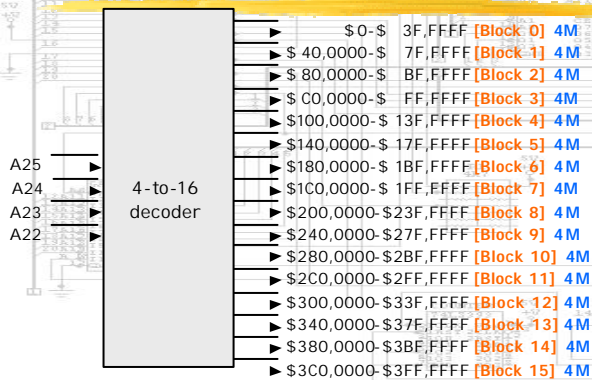 $0-$ 3F,FFFF [Block 0] 4M
$ 40,0000-$ 7F,FFFF [Block 1] 4M
$ 80,0000-$ BF,FFFF [Block 2] 4M
$ C0,0000-$ FF,FFFF [Block 3] 4M
$100,0000-$ 13F,FFFF [Block 4] 4M
$140,0000-$ 17F,FFFF [Block 5] 4M
$180,0000-$ 1BF,FFFF [Block 6] 4M
$1C0,0000-$ 1FF,FFFF [Block 7] 4M
$200,0000-$23F,FFFF [Block 8] 4M
$240,0000-$27F,FFFF [Block 9] 4M
$280,0000-$2BF,FFFF [Block 10] 4M
$2C0,0000-$2FF,FFFF [Block 11] 4M
$300,0000-$33F,FFFF [Block 12] 4M
$340,0000-$37F,FFFF [Block 13] 4M
$380,0000-$3BF,FFFF [Block 14] 4M
$3C0,0000-$3FF,FFFF [Block 15] 4M
A25
A24
A23
A22
4-to-16
decoder